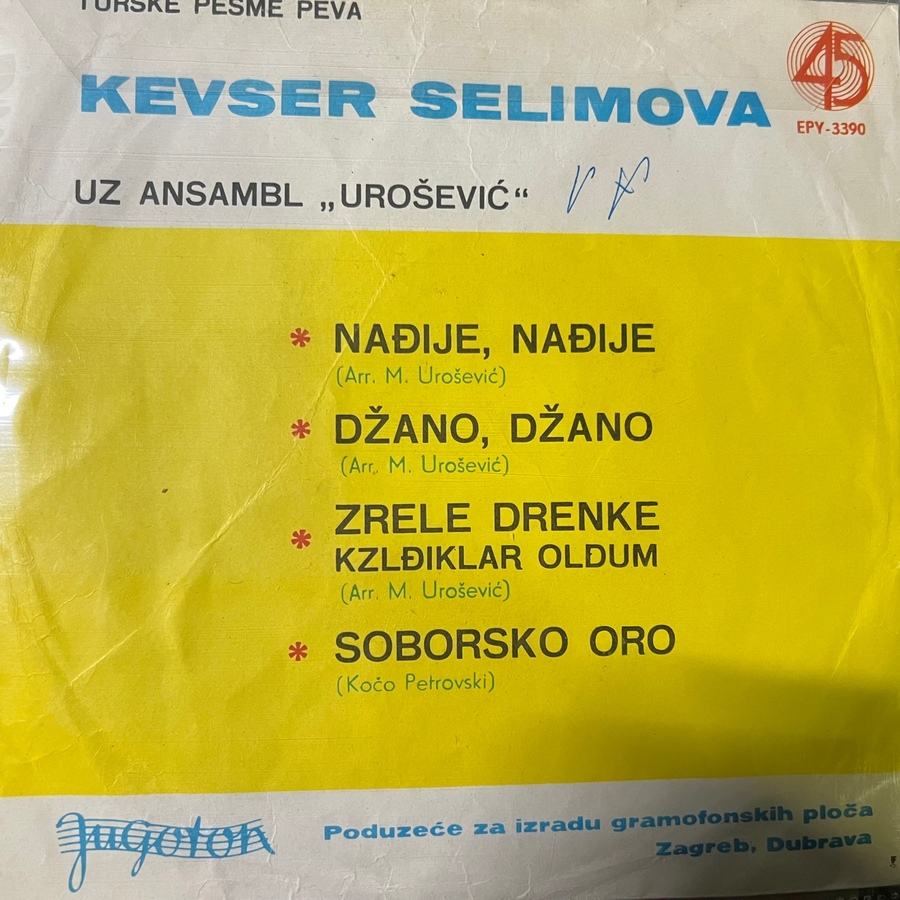 TURSKE PESME PEVA
45
KEVSER SELIMOVA
EPY-3390
UZ ANSAMBL „UROŠEVIĆ“
* NAĐIJE, NAĐIJE
(Arr. M. Urošević)
* DŽANO, DŽANO
(Arr. M. Urošević)
* ZRELE DRENKE
KZLĐIKLAR OLĐUM
(Arr. M. Urošević)
* SOBORSKO ORO
(Kočo Petrovski)
Jugoton
Poduzeće za izradu gramofonskih ploča
Zagreb, Dubrava